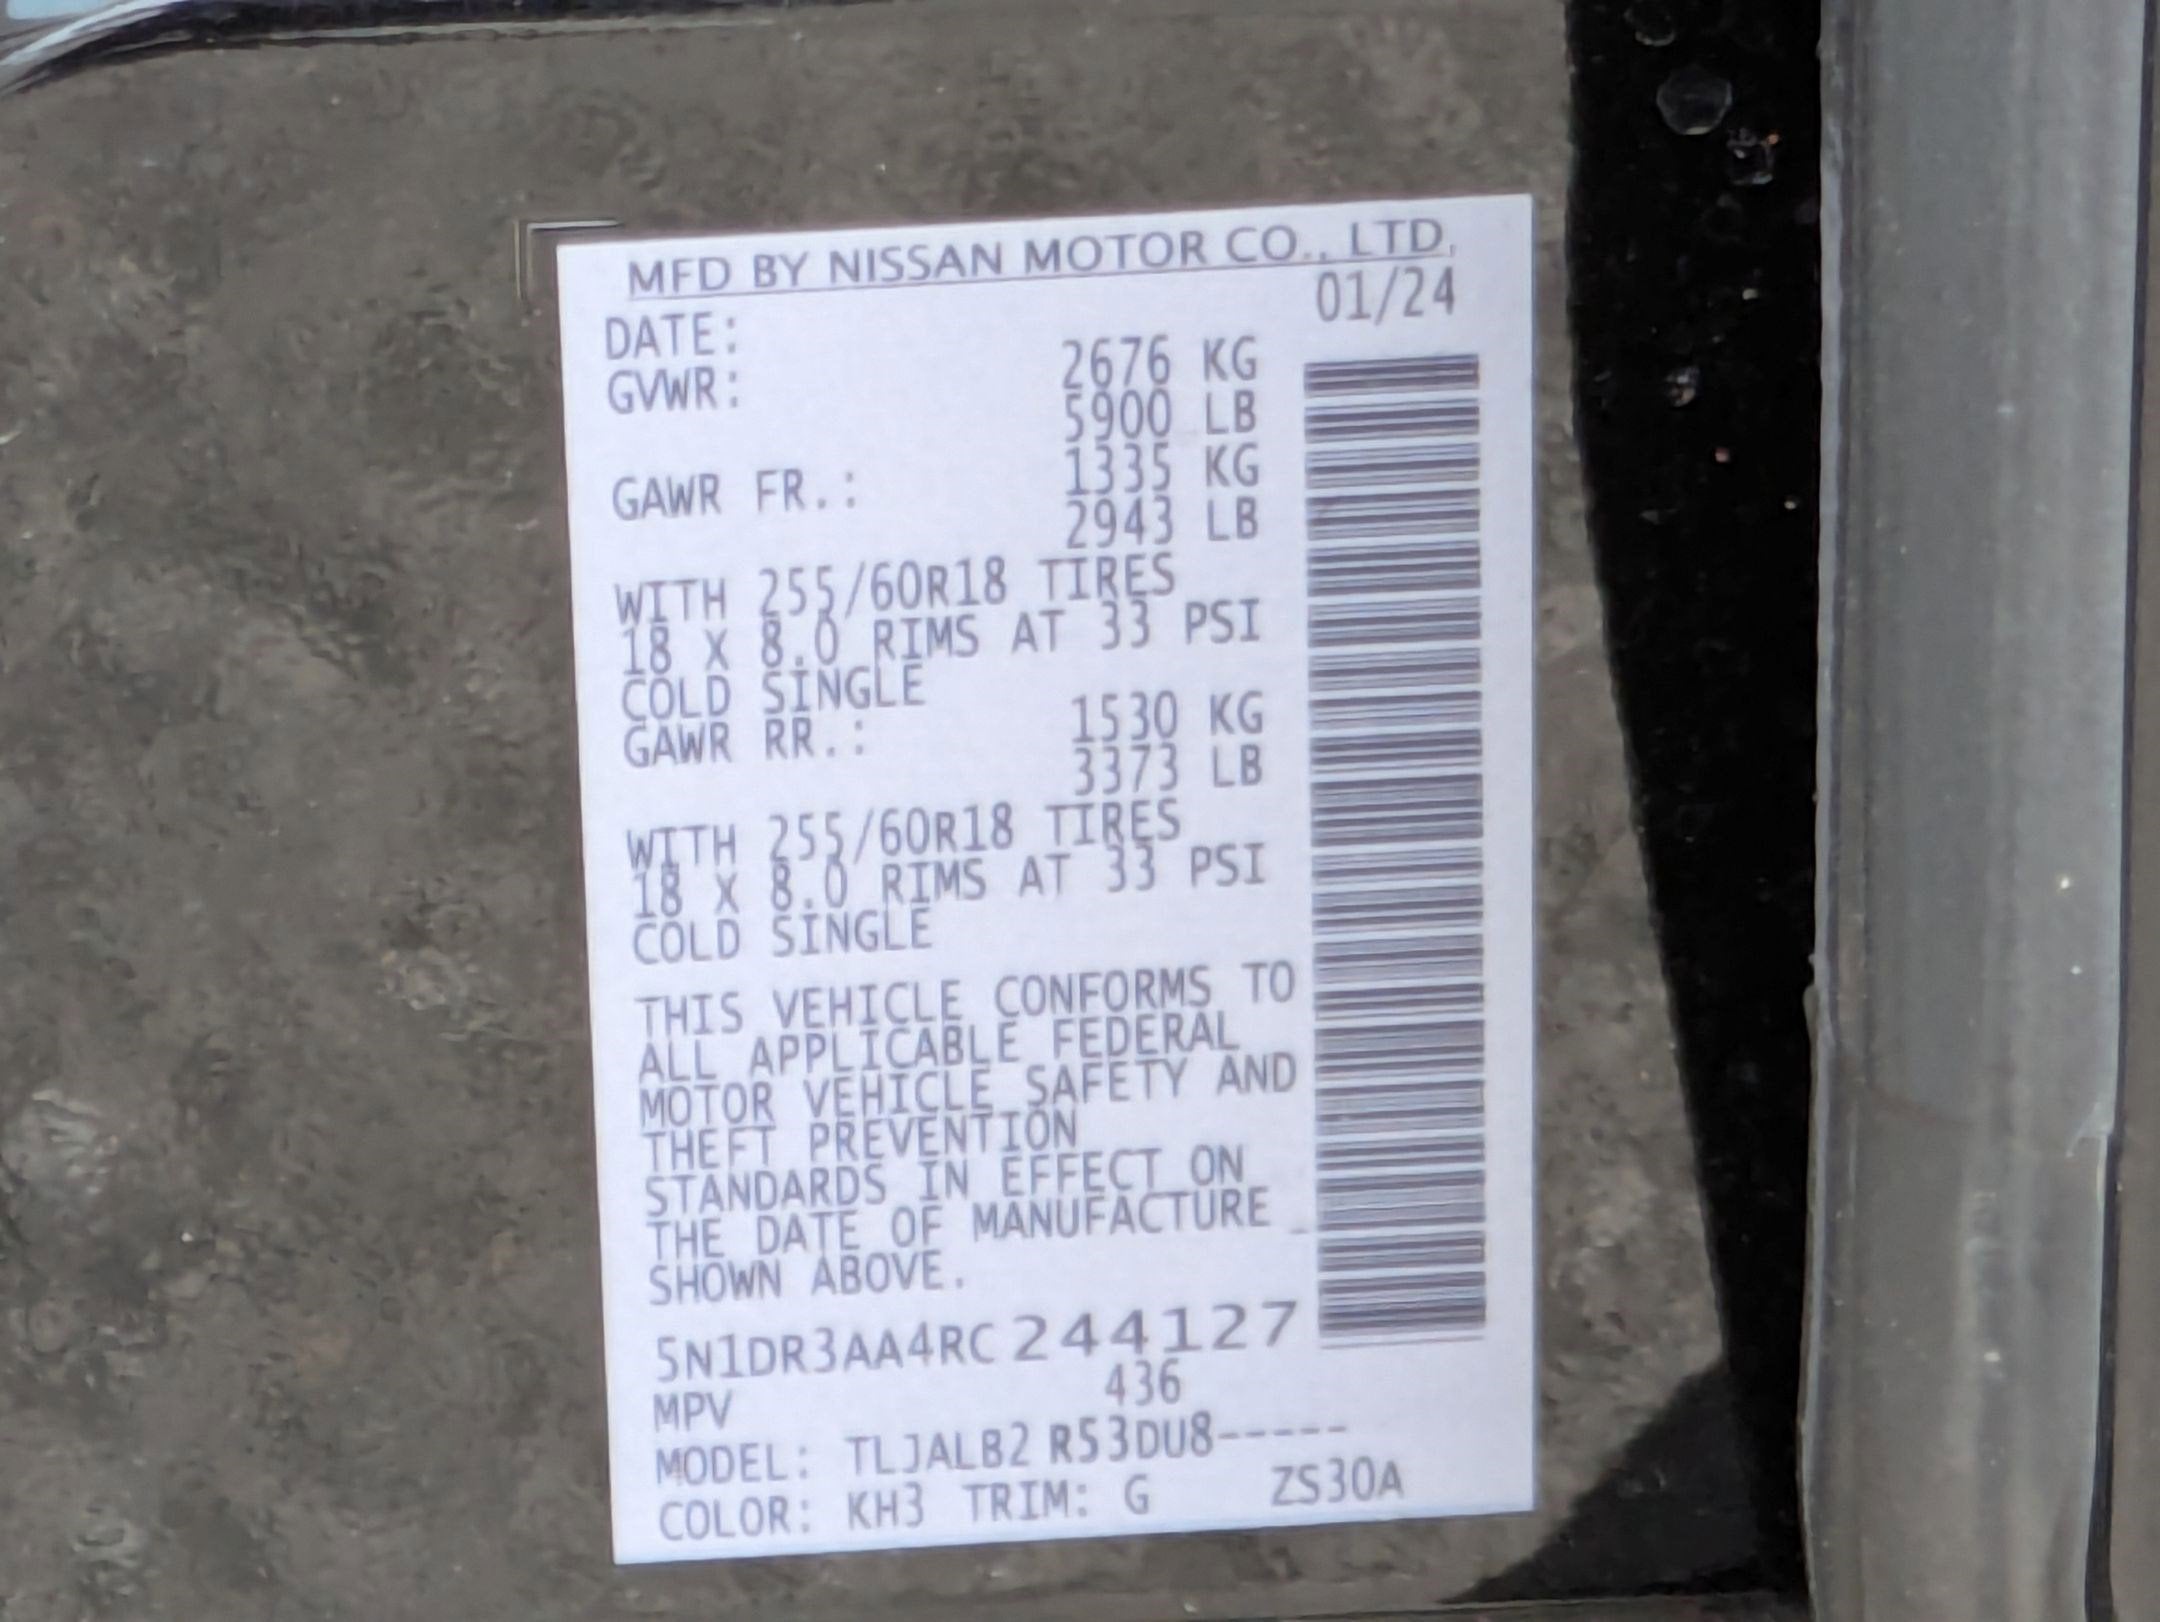 MFD BY NISSAN MOTOR CO., LTD.
DATE: 01/24
GVWR: 2676 KG
5900 LB
GAWR FR.: 1335 KG
2943 LB
WITH 255/60R18 TIRES
18 X 8.0 RIMS AT 33 PSI
COLD SINGLE
GAWR RR.: 1530 KG
3373 LB
WITH 255/60R18 TIRES
18 X 8.0 RIMS AT 33 PSI
COLD SINGLE
THIS VEHICLE CONFORMS TO
ALL APPLICABLE FEDERAL
MOTOR VEHICLE SAFETY AND
THEFT PREVENTION
STANDARDS IN EFFECT ON
THE DATE OF MANUFACTURE
SHOWN ABOVE.
5N1DR3AA4RC244127
MPV 436
MODEL: TLJALB2 R53DU8-----
COLOR: KH3 TRIM: G ZS30A